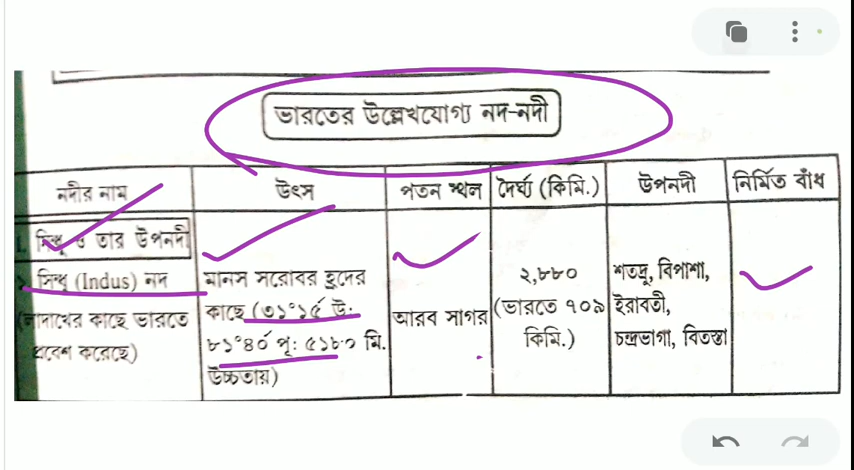 ভারতের উল্লেখযোগ্য নদ-নদী
নদীর নাম উৎস পতন স্থল দৈর্ঘ্য (কিমি.) উপনদী নির্মিত বাঁধ
1. সিন্ধু ও তার উপনদী
সিন্ধু (Indus) নদ
(লাদাখের কাছে ভারতে
প্রবেশ করেছে)
মানস সরোবর হ্রদের
কাছে (৩১°১৫´ উ:
৮১°৪০´ পূ: ৫১৮০ মি.
উচ্চতায়)
আরব সাগর
২,৮৮০
(ভারতে ৭০৯
কিমি.)
শতদ্রু, বিপাশা,
ইরাবতী,
চন্দ্রভাগা, বিতস্তা